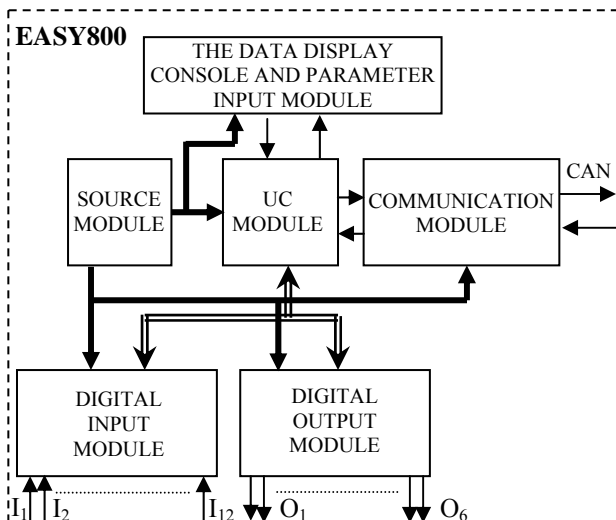 EASY800
THE DATA DISPLAY
CONSOLE AND PARAMETER
INPUT MODULE
SOURCE
MODULE
UC
MODULE
COMMUNICATION
MODULE
CAN
DIGITAL
INPUT
MODULE
DIGITAL
OUTPUT
MODULE
I1 I2 I12 O1 O6